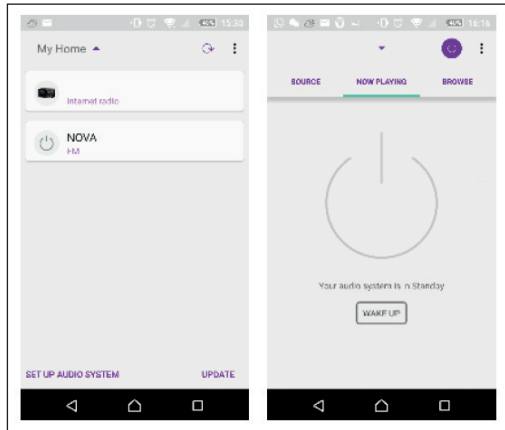 15:30
My Home
Internet radio
NOVA
FM
SET UP AUDIO SYSTEM
UPDATE
16:16
SOURCE
NOW PLAYING
BROWSE
Your audio system is in Standby
WAKE UP